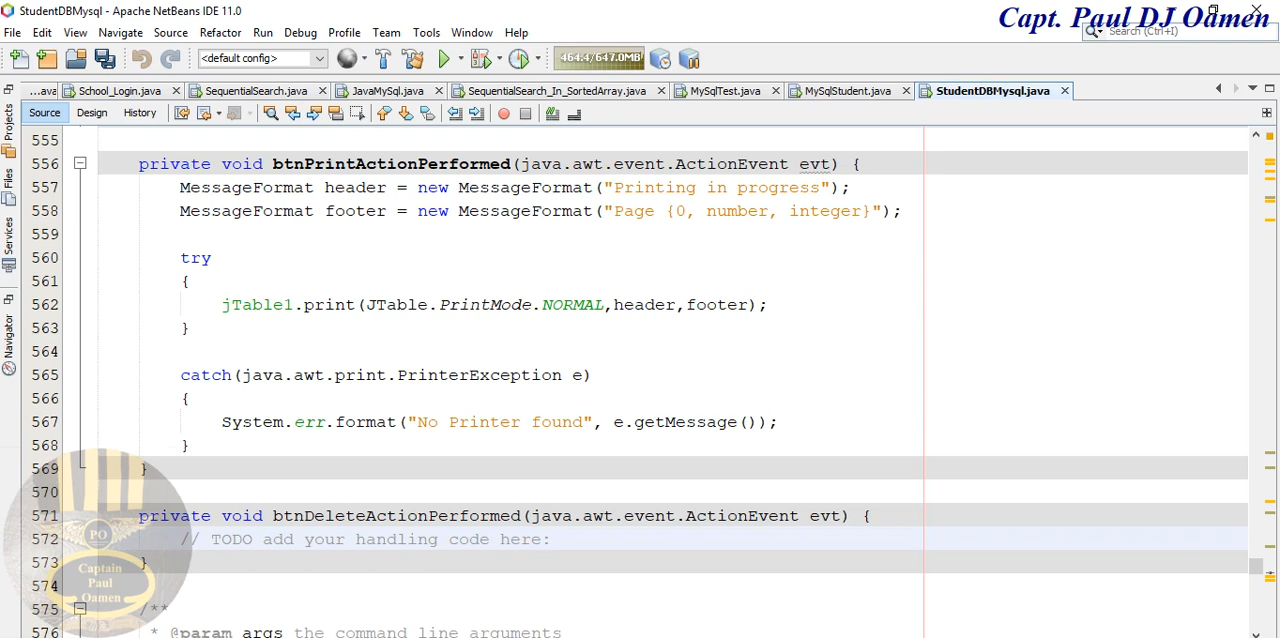 StudentDBMysql - Apache NetBeans IDE 11.0
Capt. Paul DJ Oamen
File Edit View Navigate Source Refactor Run Debug Profile Team Tools Window Help
Search (Ctrl+I)
<default config>
464.4/647.0MB
...ava School_Login.java SuentialSearch.java JavaMySql.java SequentialSearch_In_SortedArray.java MySqlTest.java MySqlStudent.java StudentDBMysql.java
Source Design History
Projects
Files
Services
Navigator
555
556 private void btnPrintActionPerformed(java.awt.event.ActionEvent evt) {
557 MessageFormat header = new MessageFormat("Printing in progress");
558 MessageFormat footer = new MessageFormat("Page {0, number, integer}");
559
560 try
561 {
562 jTable1.print(JTable.PrintMode.NORMAL,header,footer);
563 }
564
565 catch(java.awt.print.PrinterException e)
566 {
567 System.err.format("No Printer found", e.getMessage());
568 }
569 }
570
571 private void btnDeleteActionPerformed(java.awt.event.ActionEvent evt) {
572 // TODO add your handling code here:
573 }
574
575 /**
576 * @param args the command line arguments
PO
Captain
Paul
Oamen